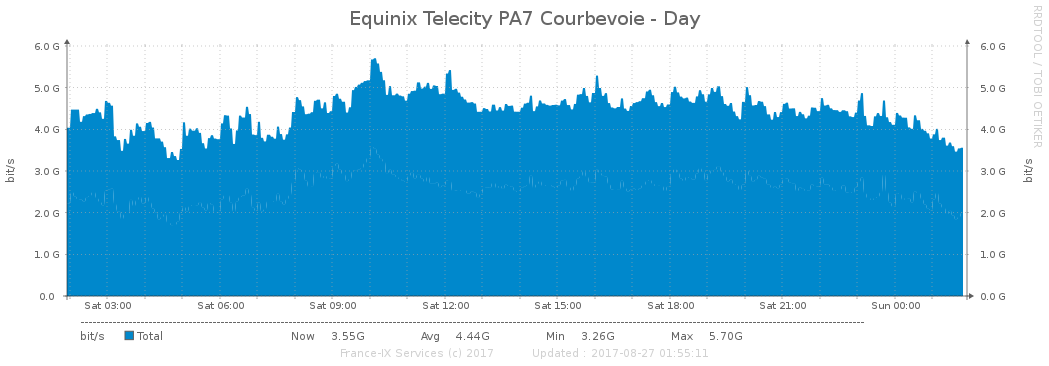 Equinix Telecity PA7 Courbevoie - Day
RRDTOOL / TOBI OETIKER
6.0 G 6.0 G
5.0 G 5.0 G
4.0 G 4.0 G
3.0 G 3.0 G
2.0 G 2.0 G
1.0 G 1.0 G
0.0 0.0 G
bit/s bit/s
Sat 03:00 Sat 06:00 Sat 09:00 Sat 12:00 Sat 15:00 Sat 18:00 Sat 21:00 Sun 00:00
bit/s Total Now 3.55G Avg 4.44G Min 3.26G Max 5.70G
France-IX Services (c) 2017 Updated : 2017-08-27 01:55:11